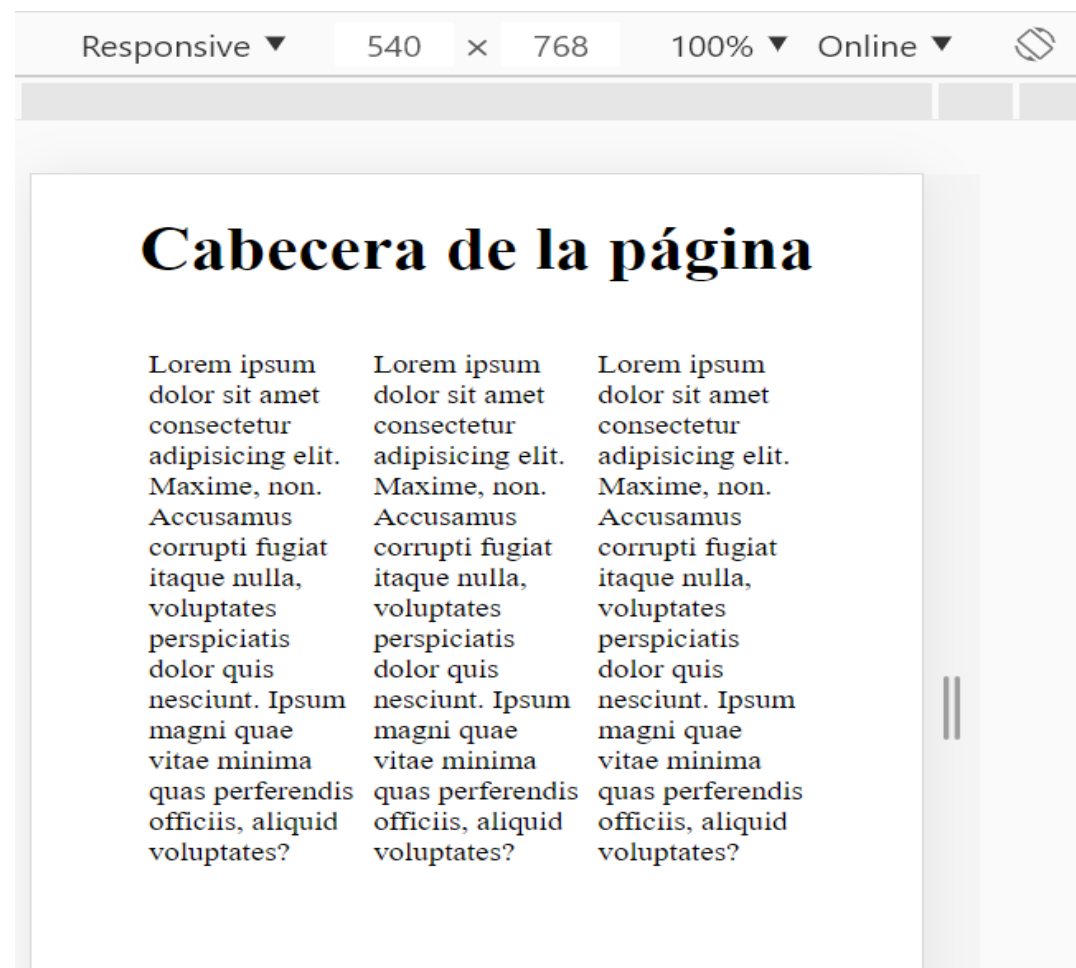 Responsive ▼ 540 × 768 100% ▼ Online ▼
Cabecera de la página
Lorem ipsum
dolor sit amet
consectetur
adipisicing elit.
Maxime, non.
Accusamus
corrupti fugiat
itaque nulla,
voluptates
perspiciatis
dolor quis
nesciunt. Ipsum
magni quae
vitae minima
quas perferendis
officiis, aliquid
voluptates?
Lorem ipsum
dolor sit amet
consectetur
adipisicing elit.
Maxime, non.
Accusamus
corrupti fugiat
itaque nulla,
voluptates
perspiciatis
dolor quis
nesciunt. Ipsum
magni quae
vitae minima
quas perferendis
officiis, aliquid
voluptates?
Lorem ipsum
dolor sit amet
consectetur
adipisicing elit.
Maxime, non.
Accusamus
corrupti fugiat
itaque nulla,
voluptates
perspiciatis
dolor quis
nesciunt. Ipsum
magni quae
vitae minima
quas perferendis
officiis, aliquid
voluptates?